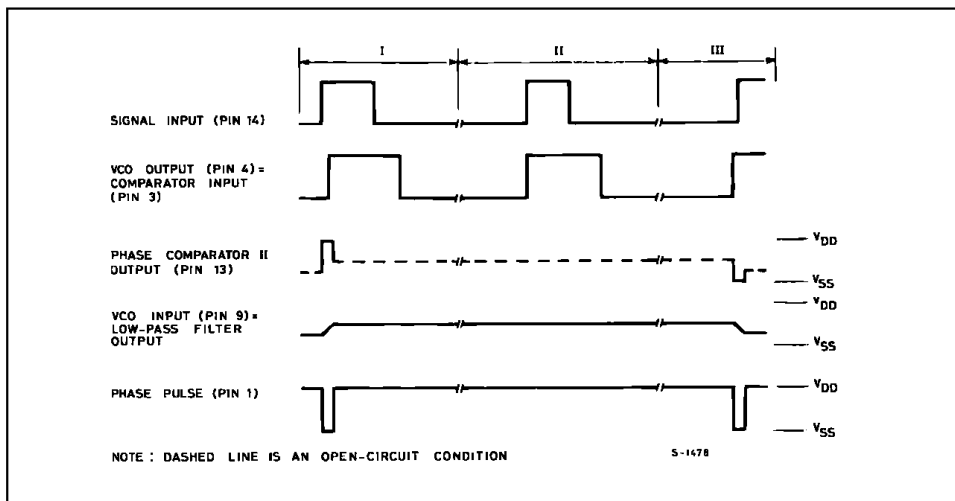 I II III
SIGNAL INPUT (PIN 14)
VCO OUTPUT (PIN 4) =
COMPARATOR INPUT
(PIN 3)
PHASE COMPARATOR II
OUTPUT (PIN 13)
VDD
VSS
VCO INPUT (PIN 9) =
LOW-PASS FILTER
OUTPUT
VDD
VSS
PHASE PULSE (PIN 1)
VDD
VSS
NOTE : DASHED LINE IS AN OPEN-CIRCUIT CONDITION
S-1478